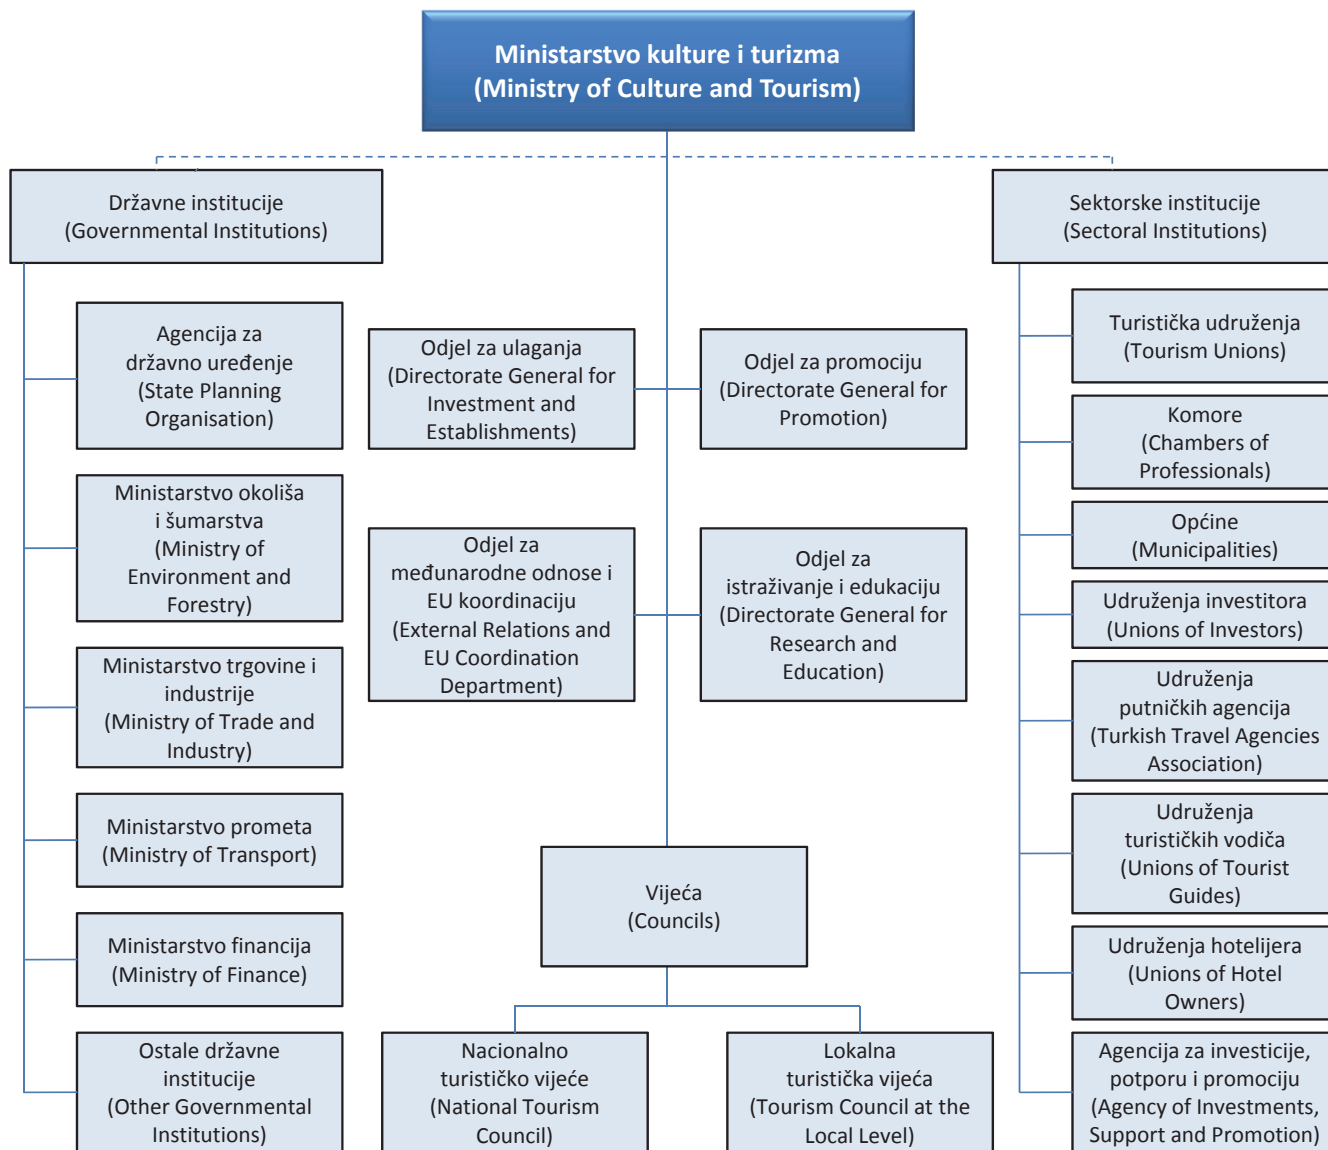 Ministarstvo kulture i turizma
(Ministry of Culture and Tourism)
Državne institucije
(Governmental Institutions)
Sektorske institucije
(Sectoral Institutions)
Agencija za
državno uređenje
(State Planning
Organisation)
Ministarstvo okoliša
i šumarstva
(Ministry of
Environment and
Forestry)
Ministarstvo trgovine i
industrije
(Ministry of Trade and
Industry)
Ministarstvo prometa
(Ministry of Transport)
Ministarstvo financija
(Ministry of Finance)
Ostale državne
institucije
(Other Governmental
Institutions)
Odjel za ulaganja
(Directorate General for
Investment and
Establishments)
Odjel za promociju
(Directorate General for
Promotion)
Odjel za
međunarodne odnose i
EU koordinaciju
(External Relations and
EU Coordination
Department)
Odjel za
istraživanje i edukaciju
(Directorate General for
Research and
Education)
Vijeća
(Councils)
Nacionalno
turističko vijeće
(National Tourism
Council)
Lokalna
turistička vijeća
(Tourism Council at the
Local Level)
Turistička udruženja
(Tourism Unions)
Komore
(Chambers of
Professionals)
Općine
(Municipalities)
Udruženja investitora
(Unions of Investors)
Udruženja
putničkih agencija
(Turkish Travel Agencies
Association)
Udruženja
turističkih vodiča
(Unions of Tourist
Guides)
Udruženja hotelijera
(Unions of Hotel
Owners)
Agencija za investicije,
potporu i promociju
(Agency of Investments,
Support and Promotion)